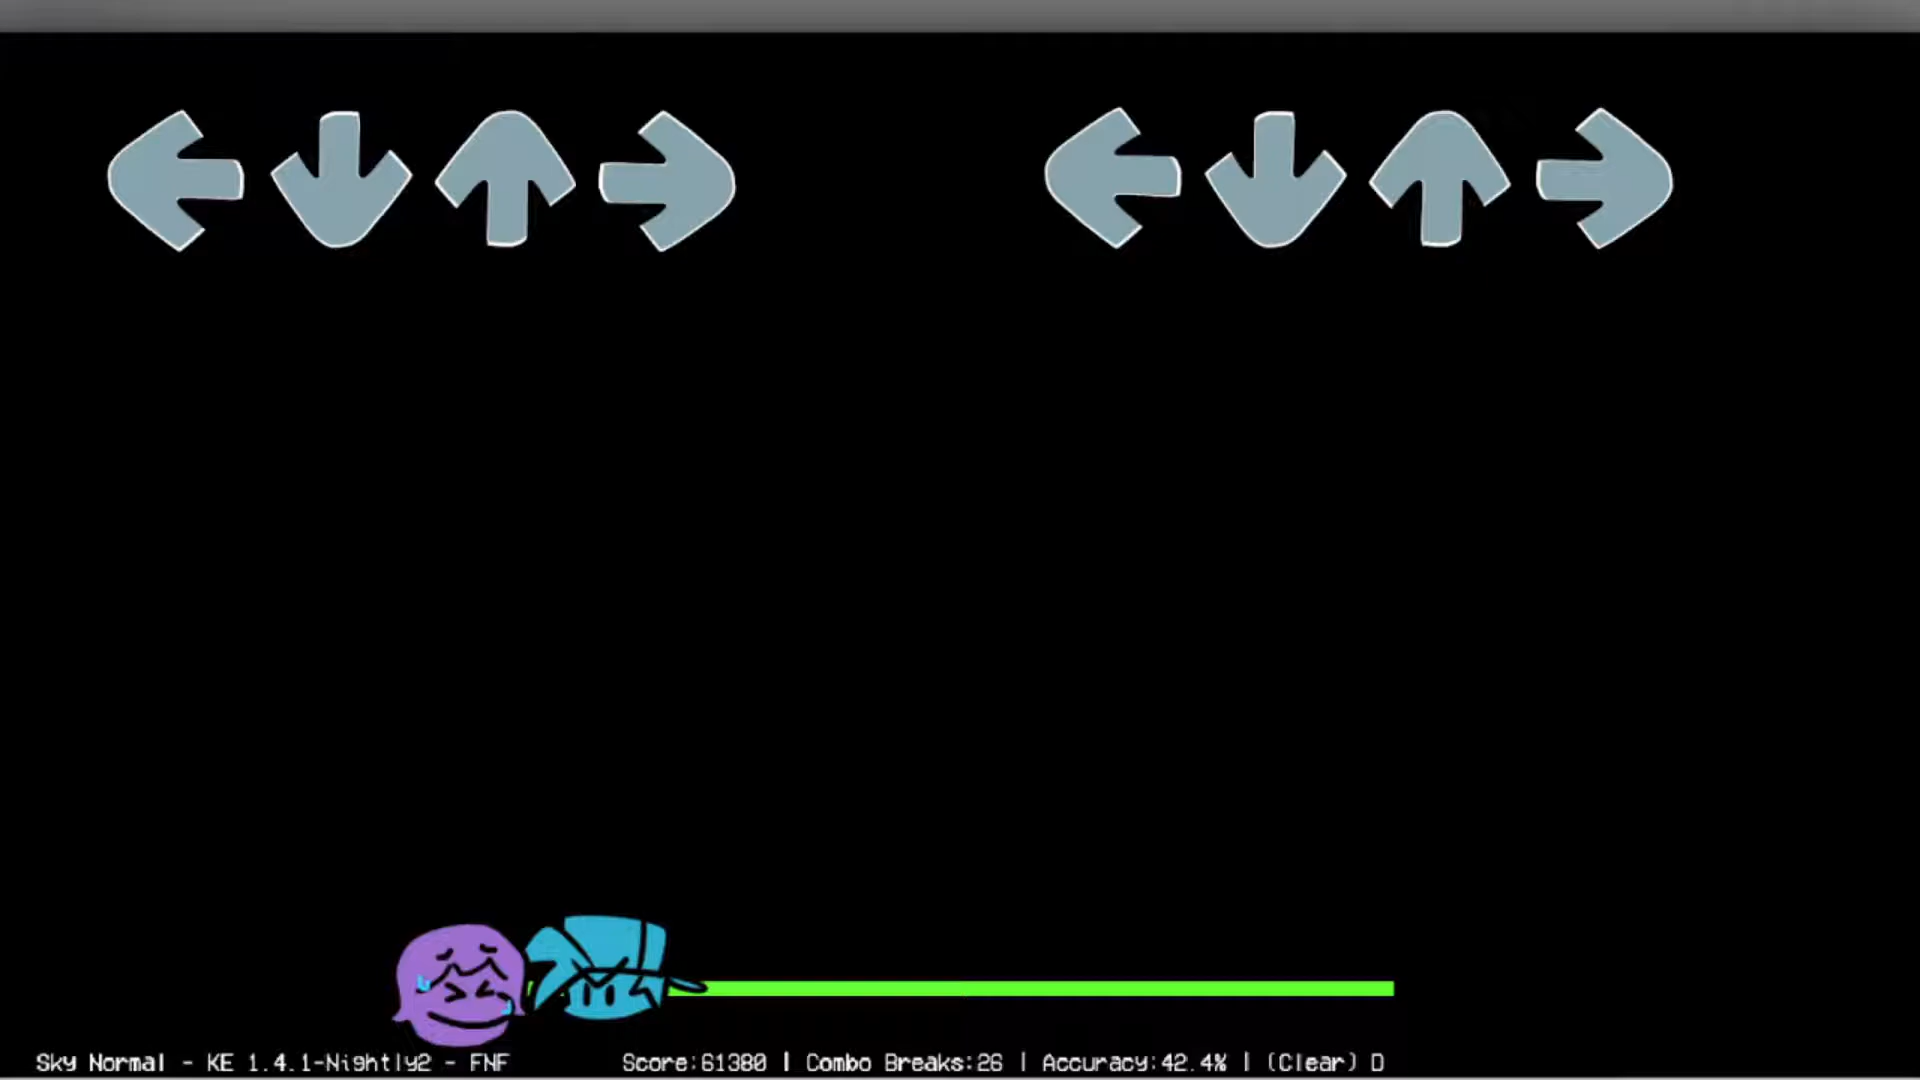 Sky Normal - KE 1.4.1-Nightly2 - FNF
Score:61380 | Combo Breaks:26 | Accuracy:42.4% | (Clear) D